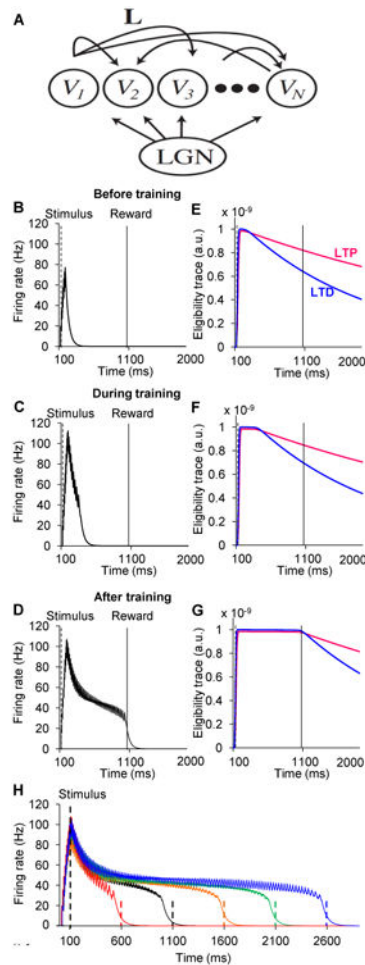 A
L
V1 V2 V3 VN
LGN
Before training
B Stimulus Reward
Firing rate (Hz)
120
100
80
60
40
20
0
100 1100 2000
Time (ms)
E x 10⁻⁹
Eligibility trace (a.u.)
1
0.8
0.6
0.4
0.2
0
LTP
LTD
100 1100 2000
Time (ms)
During training
C Stimulus Reward
Firing rate (Hz)
120
100
80
60
40
20
0
100 1100 2000
Time (ms)
F x 10⁻⁹
Eligibility trace (a.u.)
1
0.8
0.6
0.4
0.2
0
100 1100 2000
Time (ms)
After training
D Stimulus Reward
Firing rate (Hz)
120
100
80
60
40
20
0
100 1100 2000
Time (ms)
G x 10⁻⁹
Eligibility trace (a.u.)
1
0.8
0.6
0.4
0.2
0
100 1100 2000
Time (ms)
H Stimulus
Firing rate (Hz)
120
100
80
60
40
20
0
100 600 1100 1600 2100 2600
Time (ms)